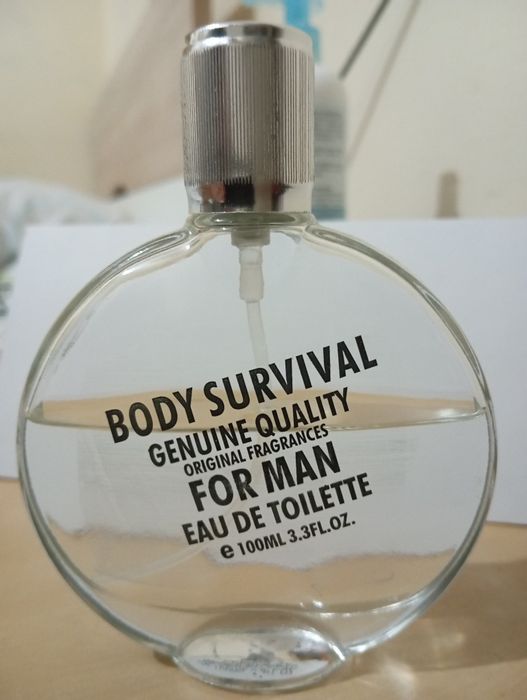 BODY SURVIVAL
GENUINE QUALITY
ORIGINAL FRAGRANCES
FOR MAN
EAU DE TOILETTE
e 100ML 3.3FL.OZ.